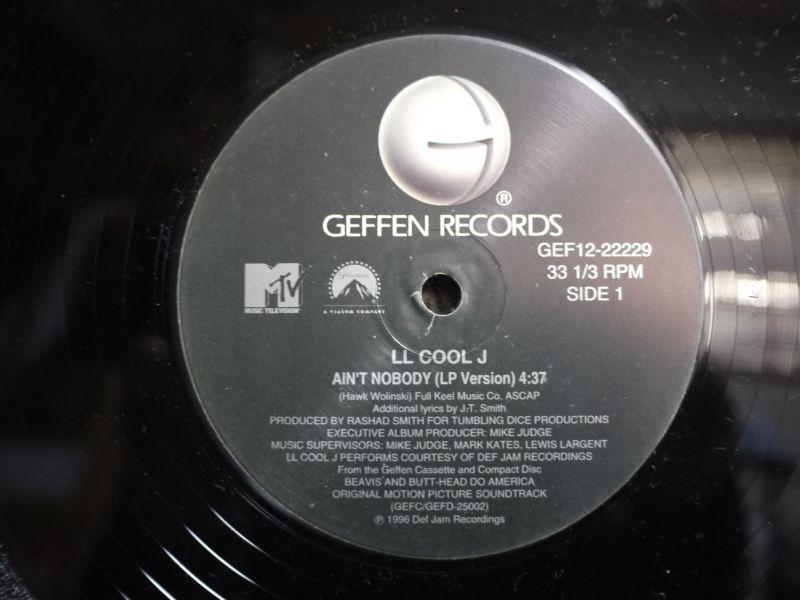 ®
GEFFEN RECORDS
GEF12-22229
33 1/3 RPM
SIDE 1
MTV
MUSIC TELEVISION
Paramount
A VIACOM COMPANY
LL COOL J
AIN'T NOBODY (LP Version) 4:37
(Hawk Wolinski) Full Keel Music Co. ASCAP
Additional lyrics by J.T. Smith
PRODUCED BY RASHAD SMITH FOR TUMBLING DICE PRODUCTIONS
EXECUTIVE ALBUM PRODUCER: MIKE JUDGE
MUSIC SUPERVISORS: MIKE JUDGE, MARK KATES, LEWIS LARGENT
LL COOL J PERFORMS COURTESY OF DEF JAM RECORDINGS
From the Geffen Cassette and Compact Disc
BEAVIS AND BUTT-HEAD DO AMERICA
ORIGINAL MOTION PICTURE SOUNDTRACK
(GEFC/GEFD-25002)
℗ 1996 Def Jam Recordings